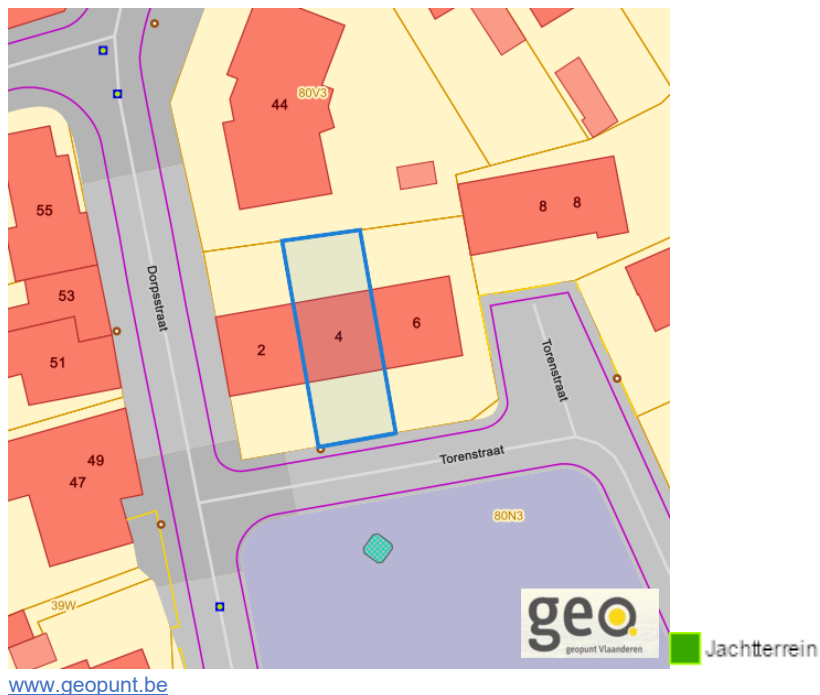 44
80V3
8
8
55
Dorpsstraat
53
51
2
4
6
Torenstraat
49
47
Torenstraat
80N3
39W
geo.
geopunt Vlaanderen
Jachtterrein
www.geopunt.be